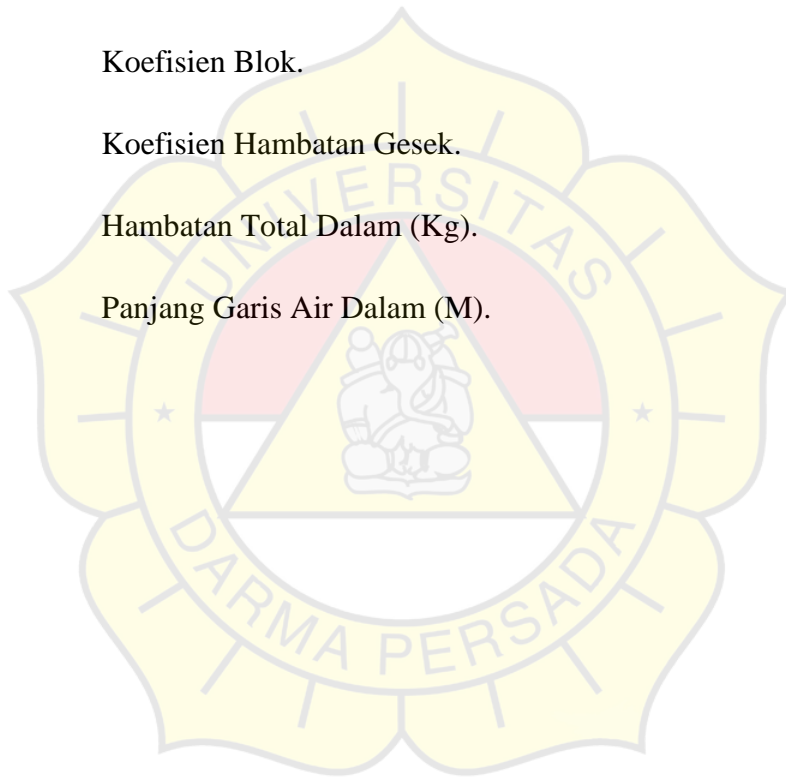 Koefisien Blok.
Koefisien Hambatan Gesek.
Hambatan Total Dalam (Kg).
Panjang Garis Air Dalam (M).
UNIVERSITAS
DARMA PERSADA